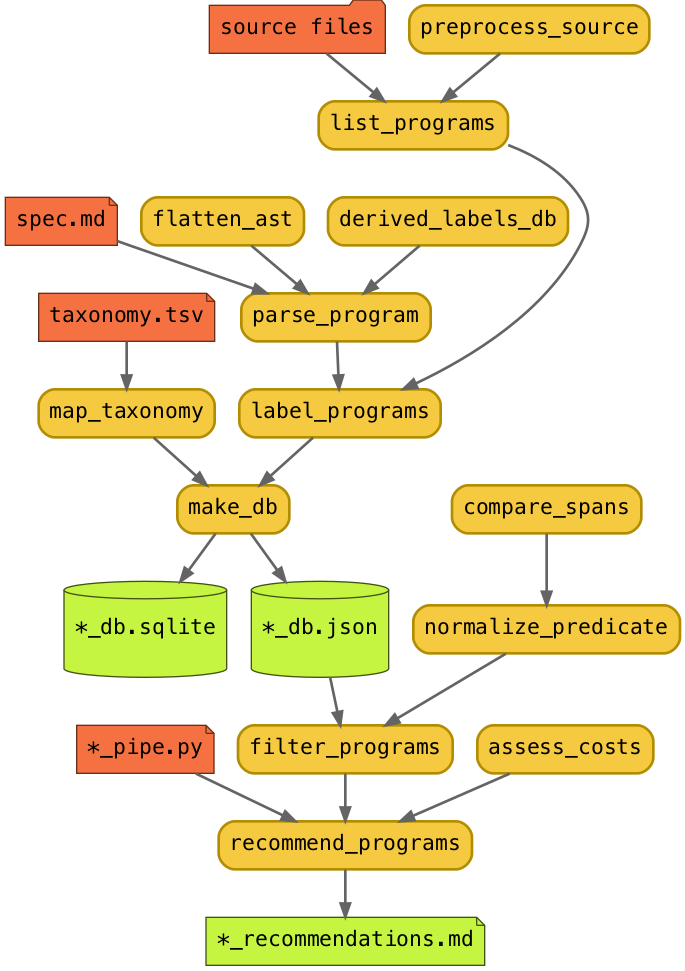 source files
preprocess_source
list_programs
spec.md
flatten_ast
derived_labels_db
taxonomy.tsv
parse_program
map_taxonomy
label_programs
make_db
compare_spans
*_db.sqlite
*_db.json
normalize_predicate
*_pipe.py
filter_programs
assess_costs
recommend_programs
*_recommendations.md